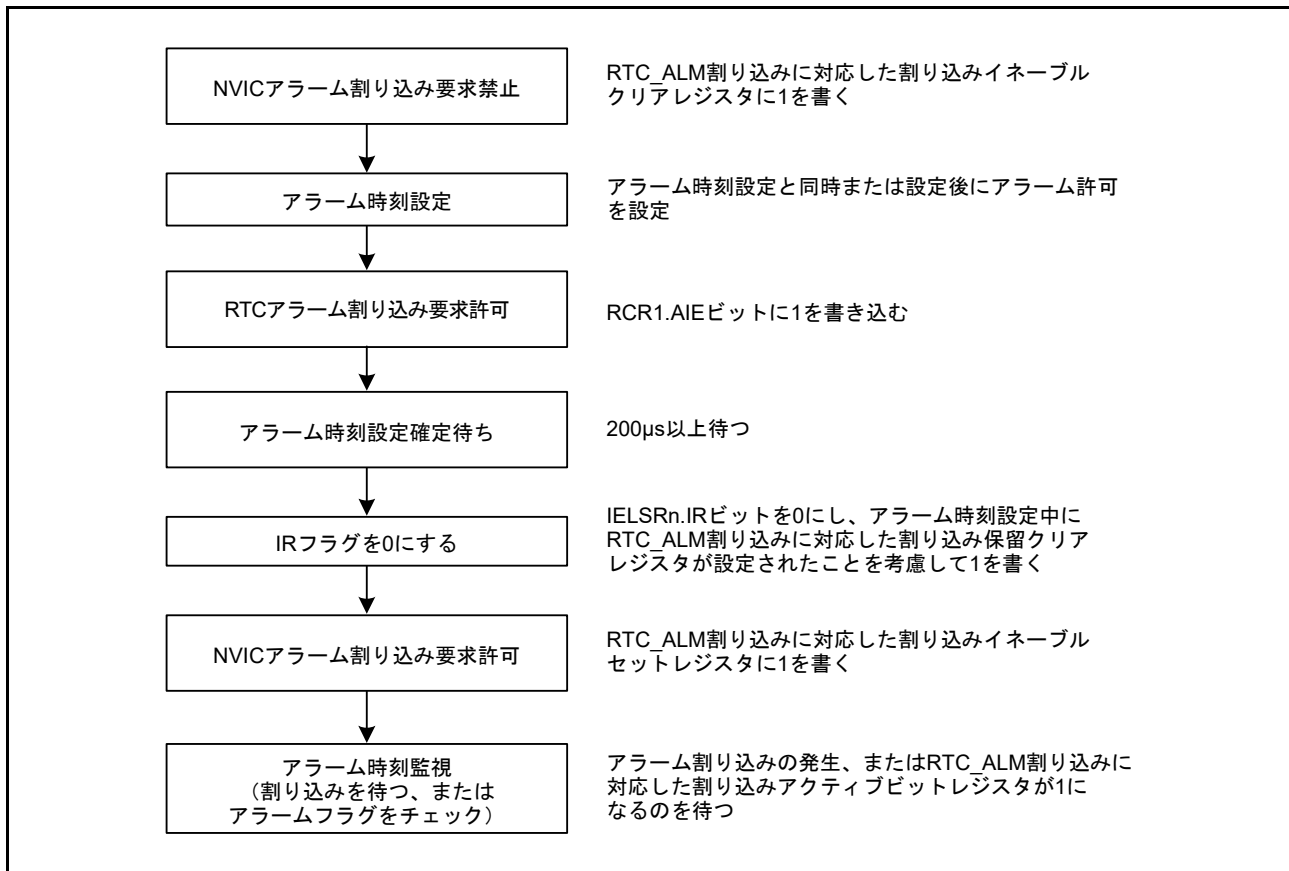 NVICアラーム割り込み要求禁止
RTC_ALM割り込みに対応した割り込みイネーブル
クリアレジスタに1を書く
アラーム時刻設定
アラーム時刻設定と同時または設定後にアラーム許可
を設定
RTCアラーム割り込み要求許可
RCR1.AIEビットに1を書き込む
アラーム時刻設定確定待ち
200µs以上待つ
IRフラグを0にする
IELSRn.IRビットを0にし、アラーム時刻設定中に
RTC_ALM割り込みに対応した割り込み保留クリア
レジスタが設定されたことを考慮して1を書く
NVICアラーム割り込み要求許可
RTC_ALM割り込みに対応した割り込みイネーブル
セットレジスタに1を書く
アラーム時刻監視
（割り込みを待つ、または
アラームフラグをチェック）
アラーム割り込みの発生、またはRTC_ALM割り込みに
対応した割り込みアクティブビットレジスタが1に
なるのを待つ